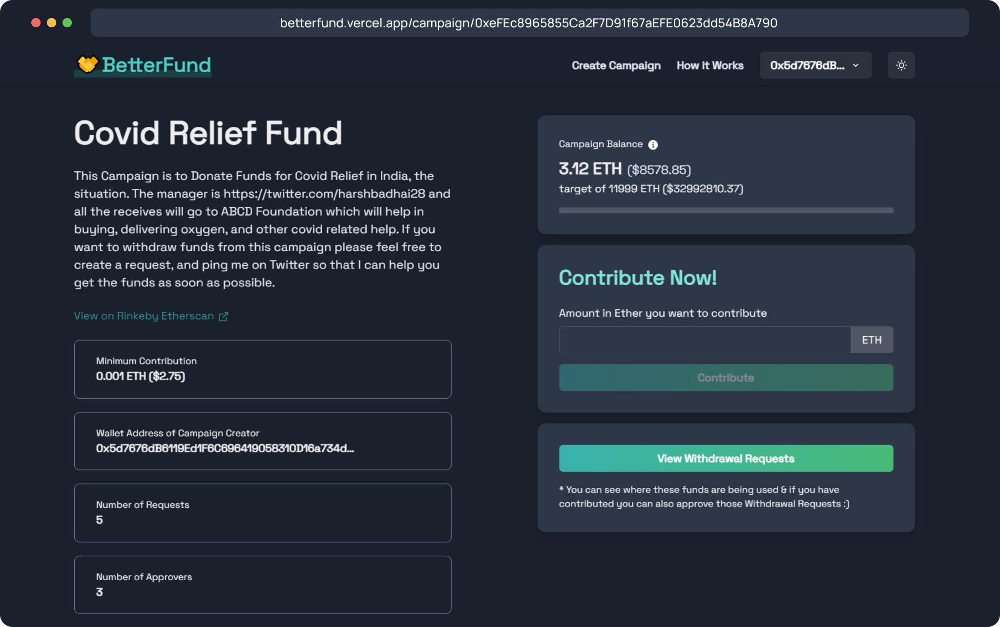 betterfund.vercel.app/campaign/0xeFEc8965855Ca2F7D91f67aEFE0623dd54B8A790
BetterFund
Create Campaign
How it Works
0x5d7676dB...
Covid Relief Fund
This Campaign is to Donate Funds for Covid Relief in India, the
situation. The manager is https://twitter.com/harshbadhai28 and
all the receives will go to ABCD Foundation which will help in
buying, delivering oxygen, and other covid related help. If you
want to withdraw funds from this campaign please feel free to
create a request, and ping me on Twitter so that I can help you
get the funds as soon as possible.
View on Rinkeby Etherscan
Minimum Contribution
0.001 ETH ($2.75)
Wallet Address of Campaign Creator
0x5d7676dB6119Ed1F6C696419058310D16a734d...
Number of Requests
5
Number of Approvers
3
Campaign Balance
3.12 ETH ($8578.85)
target of 11999 ETH ($32992810.37)
Contribute Now!
Amount in Ether you want to contribute
ETH
Contribute
View Withdrawal Requests
* You can see where these funds are being used & if you have
contributed you can also approve those Withdrawal Requests :)